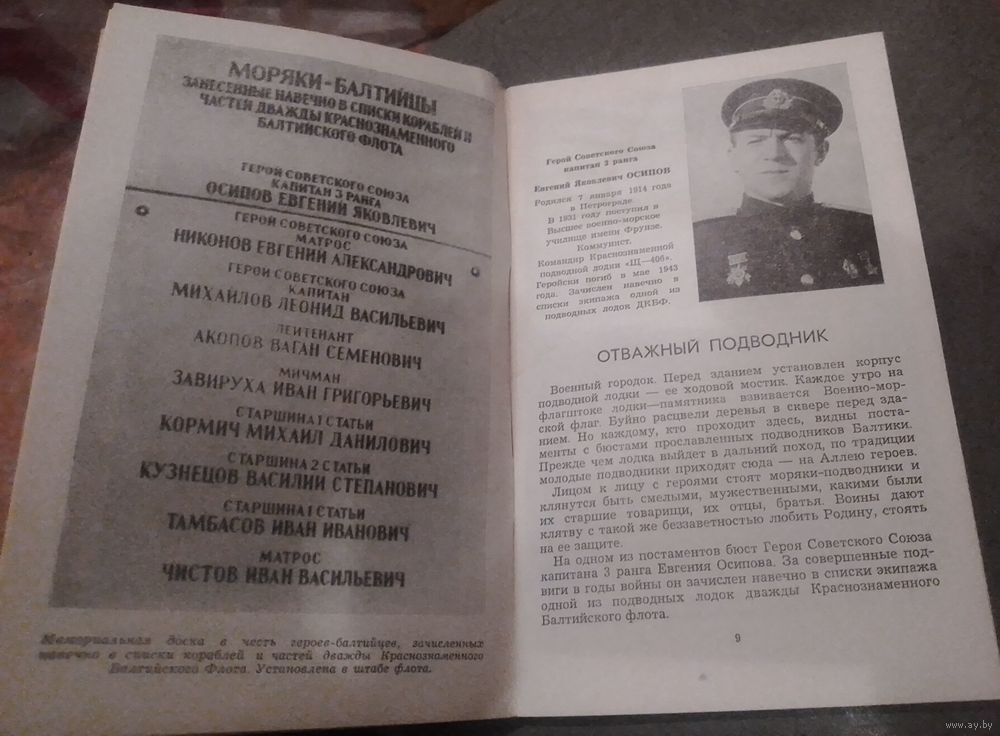 МОРЯКИ-БАЛТИЙЦЫ
ЗАНЕСЕННЫЕ НАВЕЧНО В СПИСКИ КОРАБЛЕЙ И
ЧАСТЕЙ ДВАЖДЫ КРАСНОЗНАМЕННОГО
БАЛТИЙСКОГО ФЛОТА
ГЕРОЙ СОВЕТСКОГО СОЮЗА
КАПИТАН 3 РАНГА
ОСИПОВ ЕВГЕНИЙ ЯКОВЛЕВИЧ
ГЕРОЙ СОВЕТСКОГО СОЮЗА
МАТРОС
НИКОНОВ ЕВГЕНИЙ АЛЕКСАНДРОВИЧ
ГЕРОЙ СОВЕТСКОГО СОЮЗА
КАПИТАН
МИХАЙЛОВ ЛЕОНИД ВАСИЛЬЕВИЧ
ЛЕЙТЕНАНТ
АКОПОВ ВАГАН СЕМЕНОВИЧ
МИЧМАН
ЗАВИРУХА ИВАН ГРИГОРЬЕВИЧ
СТАРШИНА 1 СТАТЬИ
КОРМИЧ МИХАИЛ ДАНИЛОВИЧ
СТАРШИНА 2 СТАТЬИ
КУЗНЕЦОВ ВАСИЛИЙ СТЕПАНОВИЧ
СТАРШИНА 1 СТАТЬИ
ТАМБАСОВ ИВАН ИВАНОВИЧ
МАТРОС
ЧИСТОВ ИВАН ВАСИЛЬЕВИЧ
Мемориальная доска в честь героев-балтийцев, зачисленных
навечно в списки кораблей и частей дважды Краснознаменного
Балтийского Флота. Установлена в штабе флота.
Герой Советского Союза
капитан 2 ранга
Евгений Яковлевич ОСИПОВ
Родился 7 января 1914 года
в Петрограде
В 1931 году поступил в
Высшее военно-морское
училище имени Фрунзе.
Коммунист.
Командир Краснознаменной
подводной лодки «Щ—406».
Геройски погиб в мае 1943
года. Зачислен навечно в
списки экипажа одной из
подводных лодок ДКБФ.
ОТВАЖНЫЙ ПОДВОДНИК
Военный городок. Перед зданием установлен корпус
подводной лодки — ее ходовой мостик. Каждое утро на
флагштоке лодки—памятника взвивается Военно-мор-
ской флаг. Буйно расцвели деревья в сквере перед зда-
нием. Но каждому, кто проходит здесь, видны поста-
менты с бюстами прославленных подводников Балтики.
Прежде чем лодка выйдет в дальний поход, по традиции
молодые подводники приходят сюда — на Аллею героев.
Лицом к лицу с героями стоят моряки-подводники и
клянутся быть смелыми, мужественными, какими были
их старшие товарищи, их отцы, братья. Воины дают
клятву с такой же беззаветностью любить Родину, стоять
на ее защите.
На одном из постаментов бюст Героя Советского Союза
капитана 3 ранга Евгения Осипова. За совершенные под-
виги в годы войны он зачислен навечно в списки экипажа
одной из подводных лодок дважды Краснознаменного
Балтийского флота.
9
www.ay.by